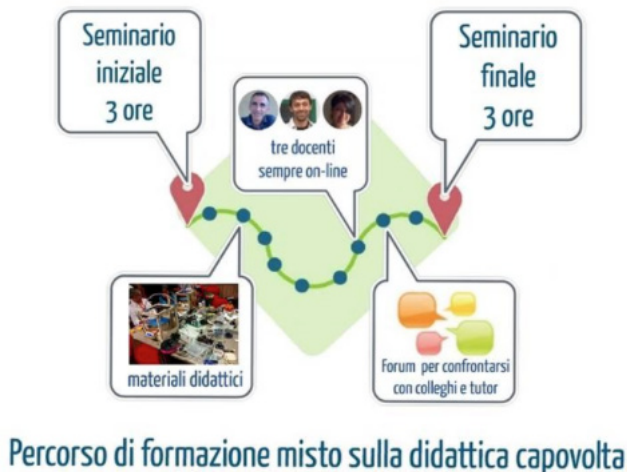 Seminario
iniziale
3 ore
Seminario
finale
3 ore
tre docenti
sempre on-line
materiali didattici
Forum per confrontarsi
con colleghi e tutor
Percorso di formazione misto sulla didattica capovolta